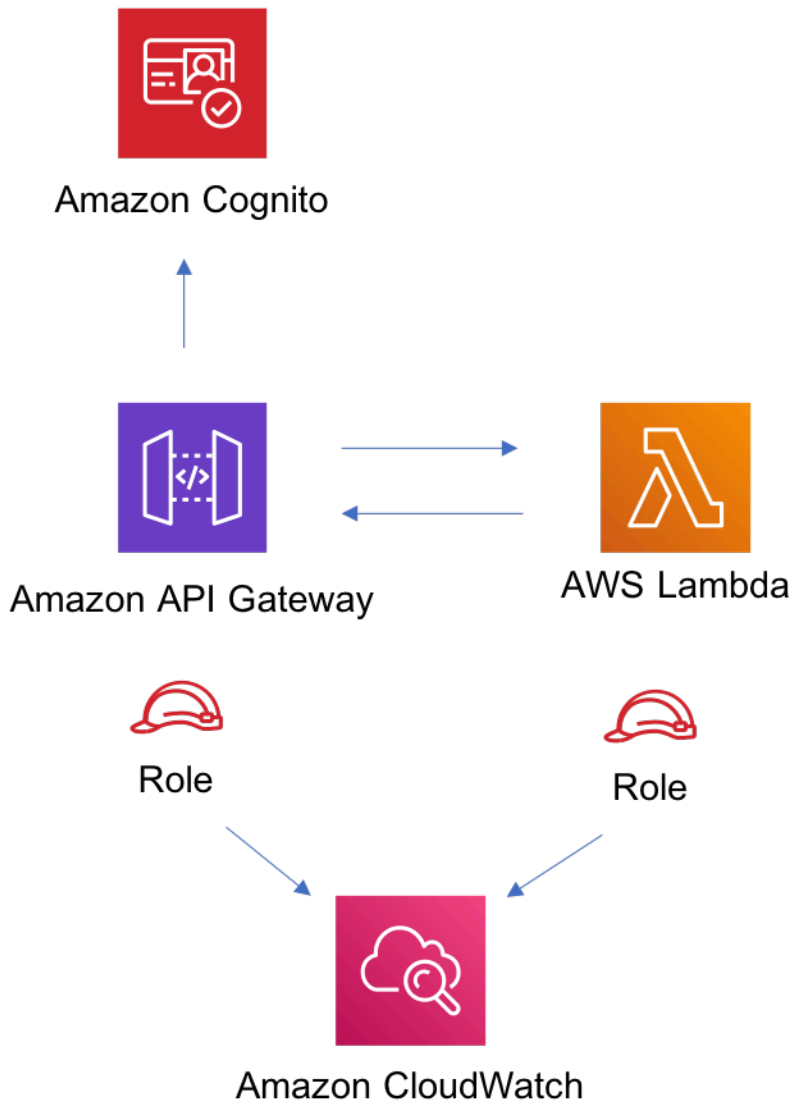 Amazon Cognito
</>
Amazon API Gateway
AWS Lambda
Role
Role
Amazon CloudWatch